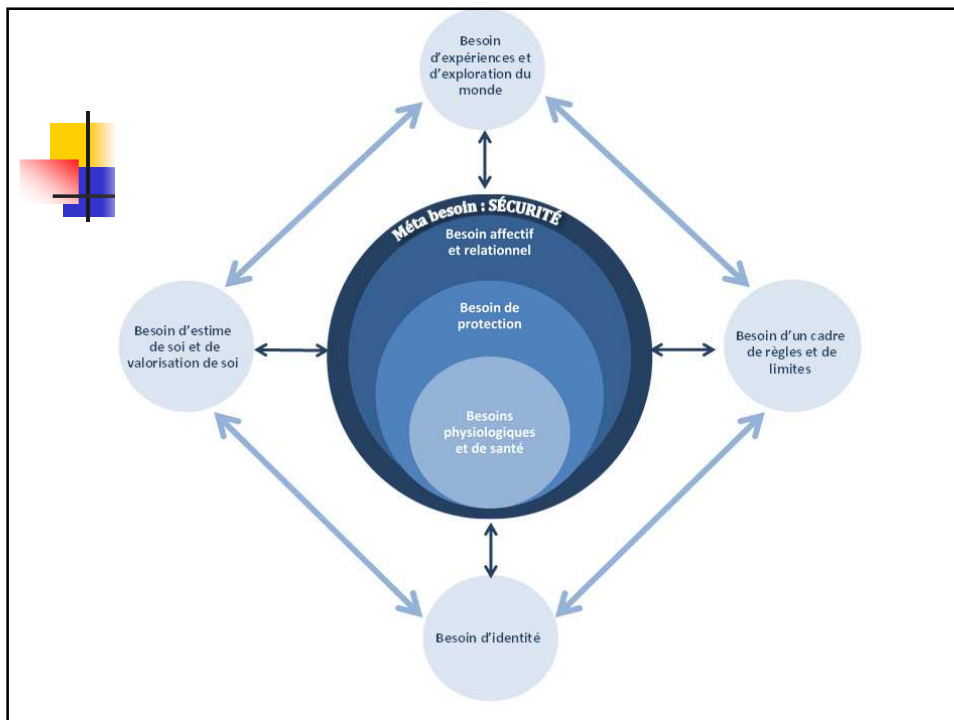 Besoin
d'expériences et
d'exploration du
monde
Méta besoin : SÉCURITÉ
Besoin affectif
et relationnel
Besoin de
protection
Besoins
physiologiques
et de santé
Besoin d'estime
de soi et de
valorisation de soi
Besoin d'un cadre
de règles et de
limites
Besoin d'identité